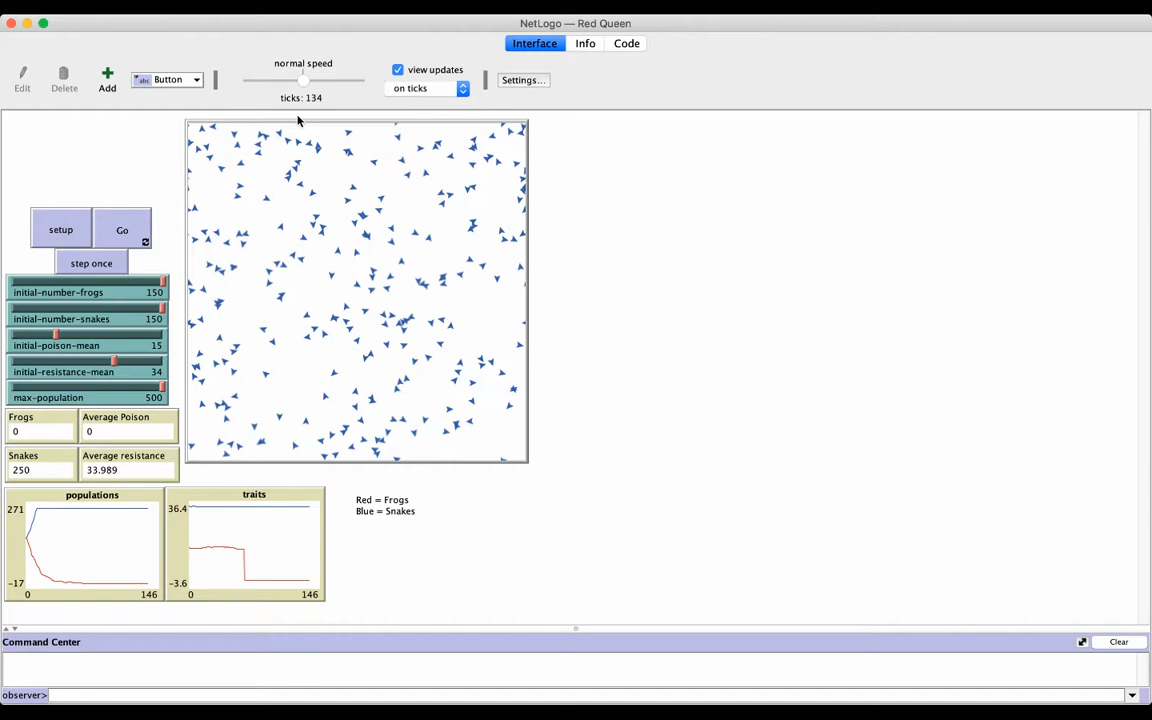 NetLogo — Red Queen
Interface Info Code
normal speed
ticks: 134
Edit Delete Add abc Button
view updates
on ticks
Settings...
setup Go
step once
initial-number-frogs 150
initial-number-snakes 150
initial-poison-mean 15
initial-resistance-mean 34
max-population 500
Frogs Average Poison
0 0
Snakes Average resistance
250 33.989
populations
271
-17
0 146
traits
36.4
-3.6
0 146
Red = Frogs
Blue = Snakes
Command Center
Clear
observer>